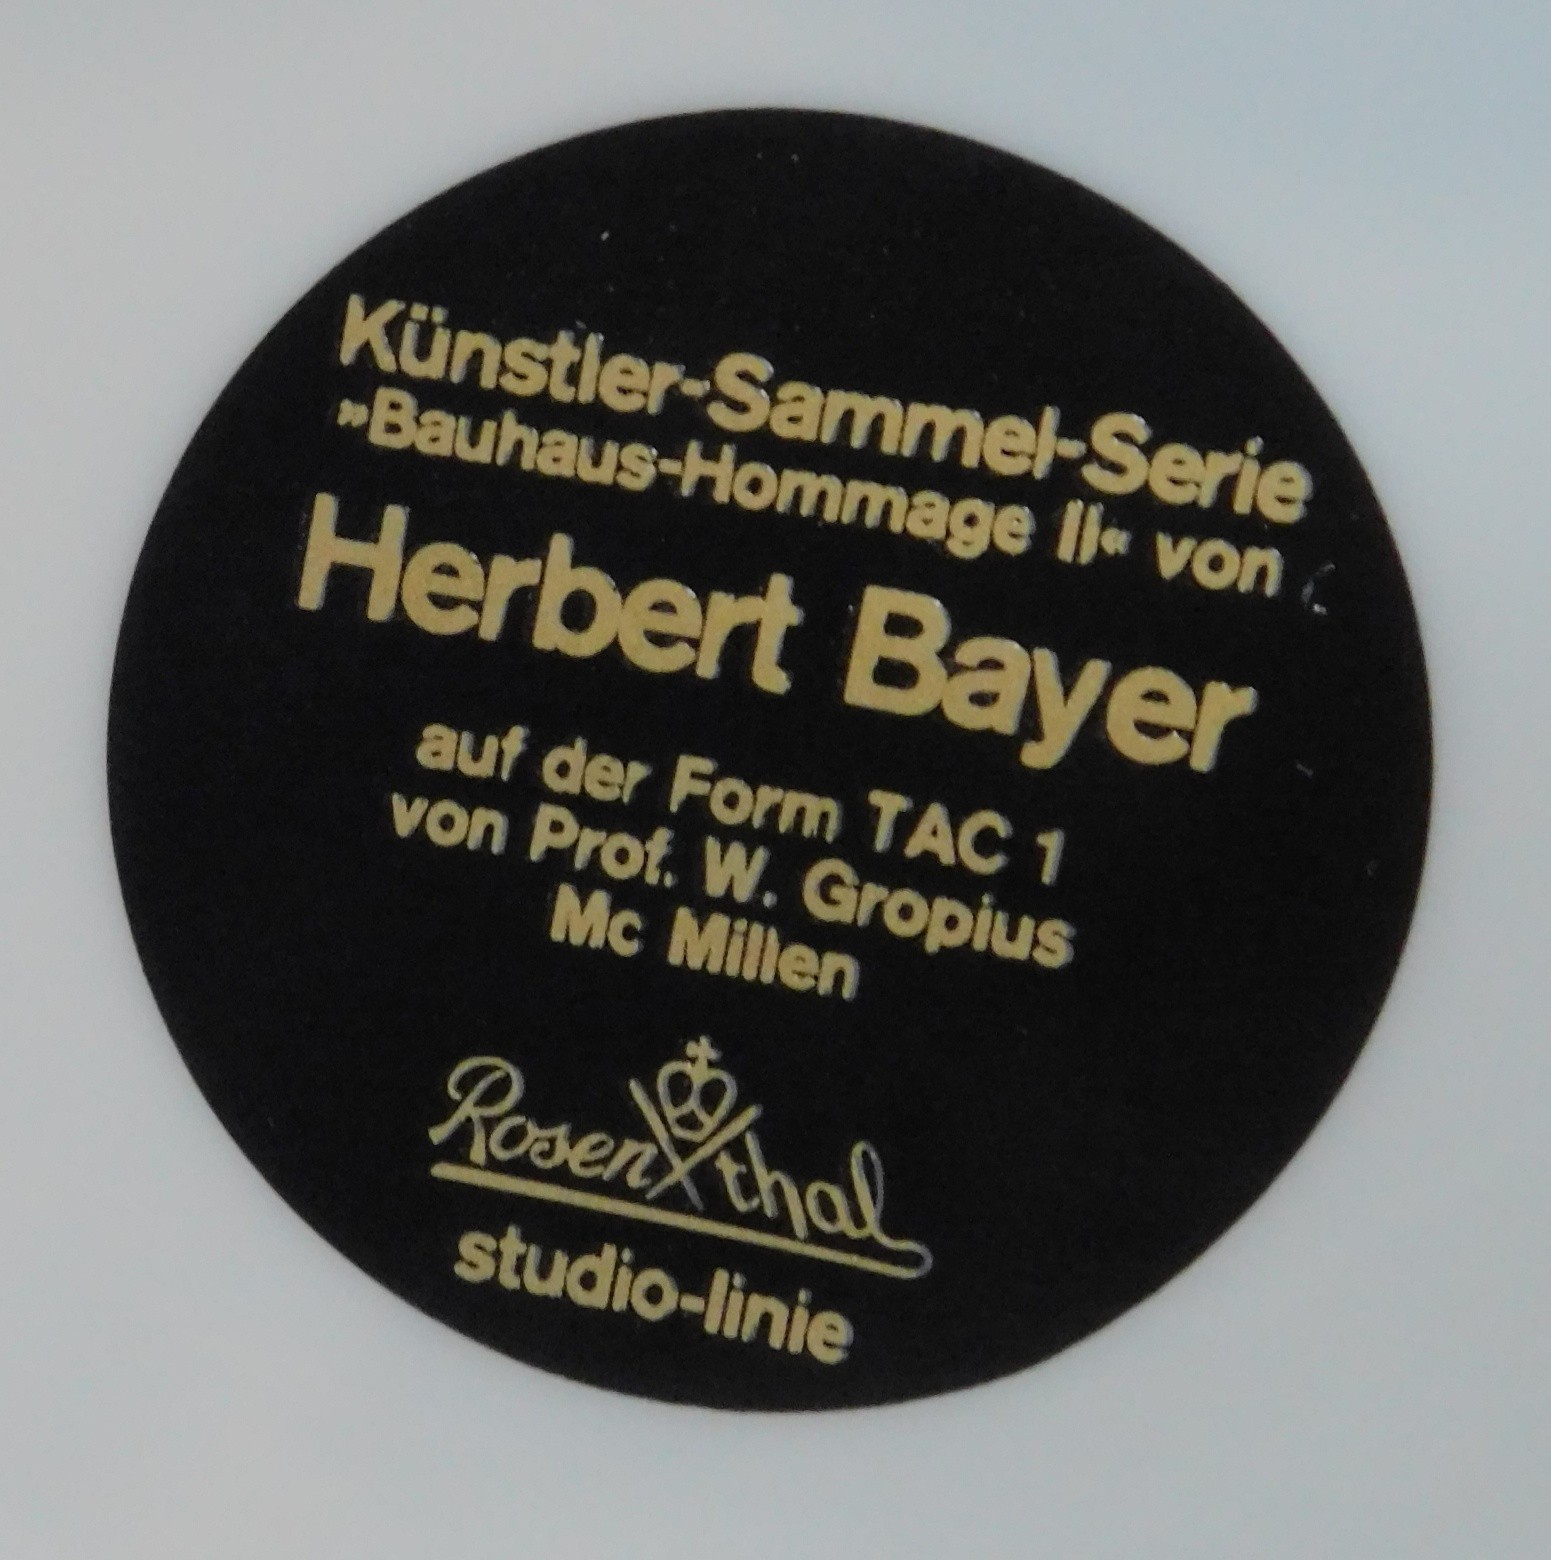 Künstler-Sammel-Serie
»Bauhaus-Hommage II« von
Herbert Bayer
auf der Form TAC 1
von Prof. W. Gropius
Mc Millen
Rosenthal
studio-linie